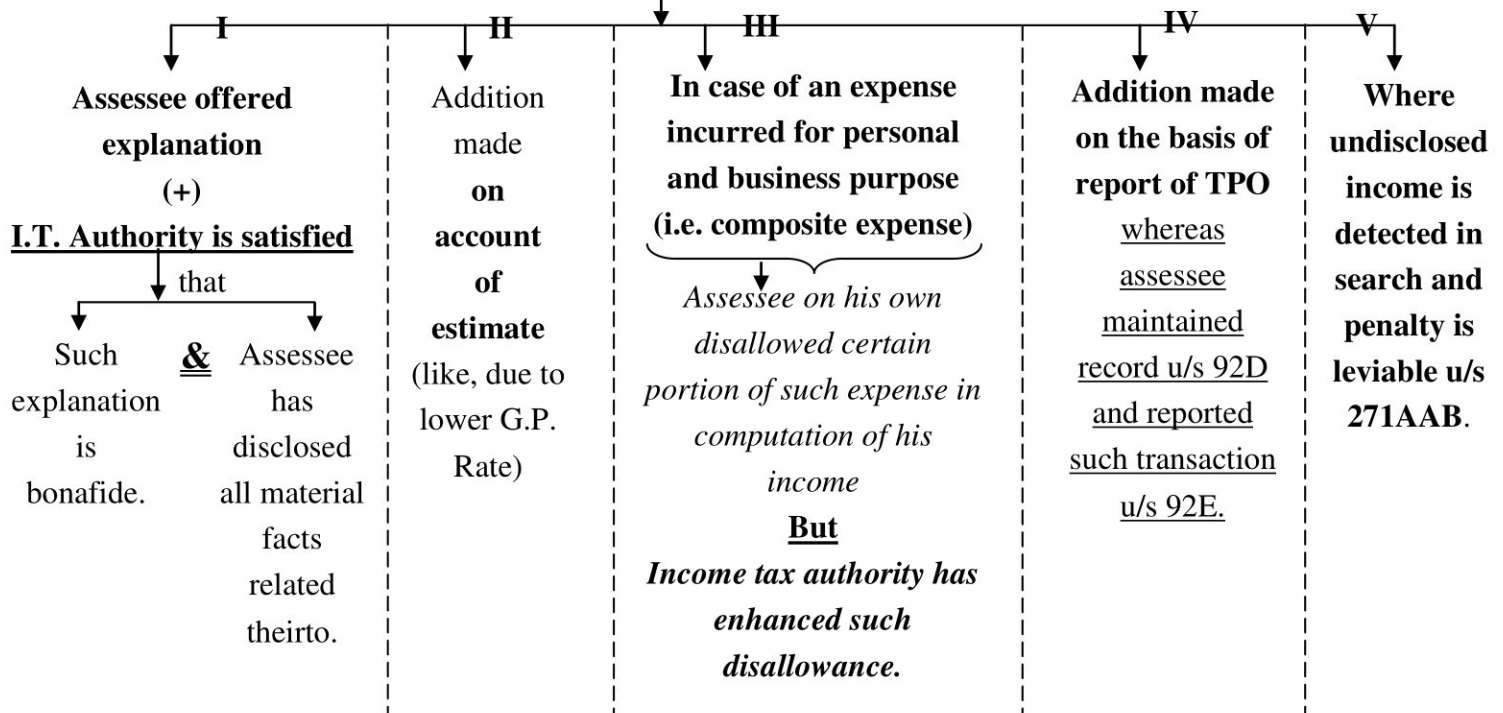 I
II
III
IV
V
Assessee offered
explanation
(+)
I.T. Authority is satisfied
that
Such
explanation
is
bonafide.
&
Assessee
has
disclosed
all material
facts
related
theirto.
Addition
made
on
account
of
estimate
(like, due to
lower G.P.
Rate)
In case of an expense
incurred for personal
and business purpose
(i.e. composite expense)
Assessee on his own
disallowed certain
portion of such expense in
computation of his
income
But
Income tax authority has
enhanced such
disallowance.
Addition made
on the basis of
report of TPO
whereas
assessee
maintained
record u/s 92D
and reported
such transaction
u/s 92E.
Where
undisclosed
income is
detected in
search and
penalty is
leviable u/s
271AAB.